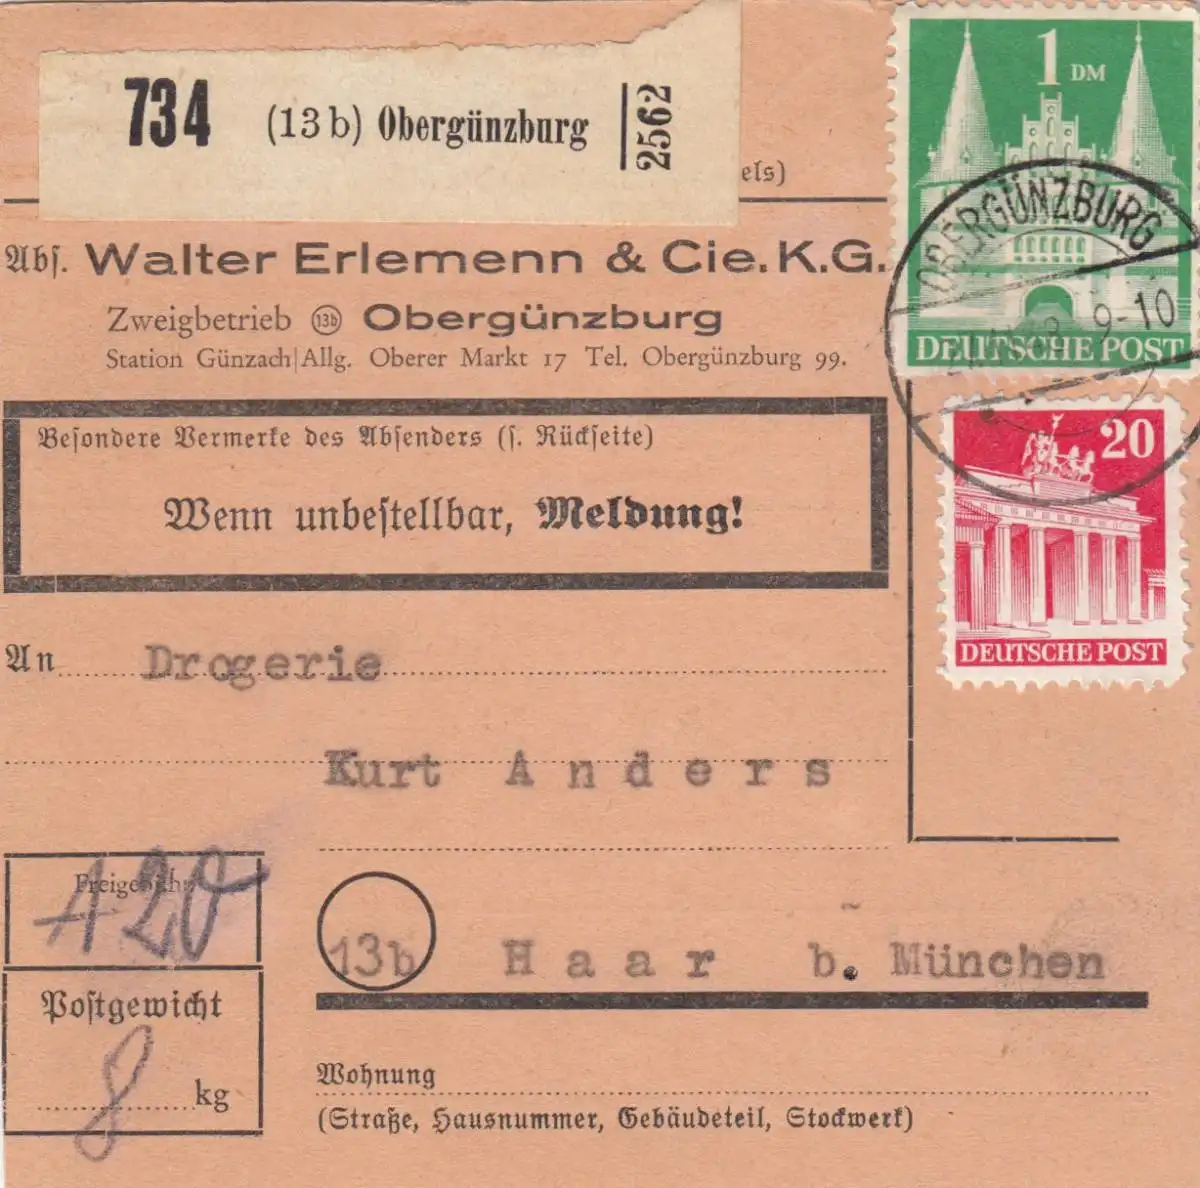 734 (13b) Obergünzburg 2562
els)
1 DM
DEUTSCHE POST
OBERGÜNZBURG
9-10
Abs. Walter Erlemenn & Cie. K.G.
Zweigbetrieb 13b Obergünzburg
Station Günzach|Allg. Oberer Markt 17 Tel. Obergünzburg 99.
20
DEUTSCHE POST
Besondere Vermerke des Absenders (s. Rückseite)
Wenn unbestellbar, Meldung!
An Drogerie
Kurt Anders
Freigebühr
120
13b Haar b. München
Postgewicht
8 kg
Wohnung
(Straße, Hausnummer, Gebäudeteil, Stockwerk)